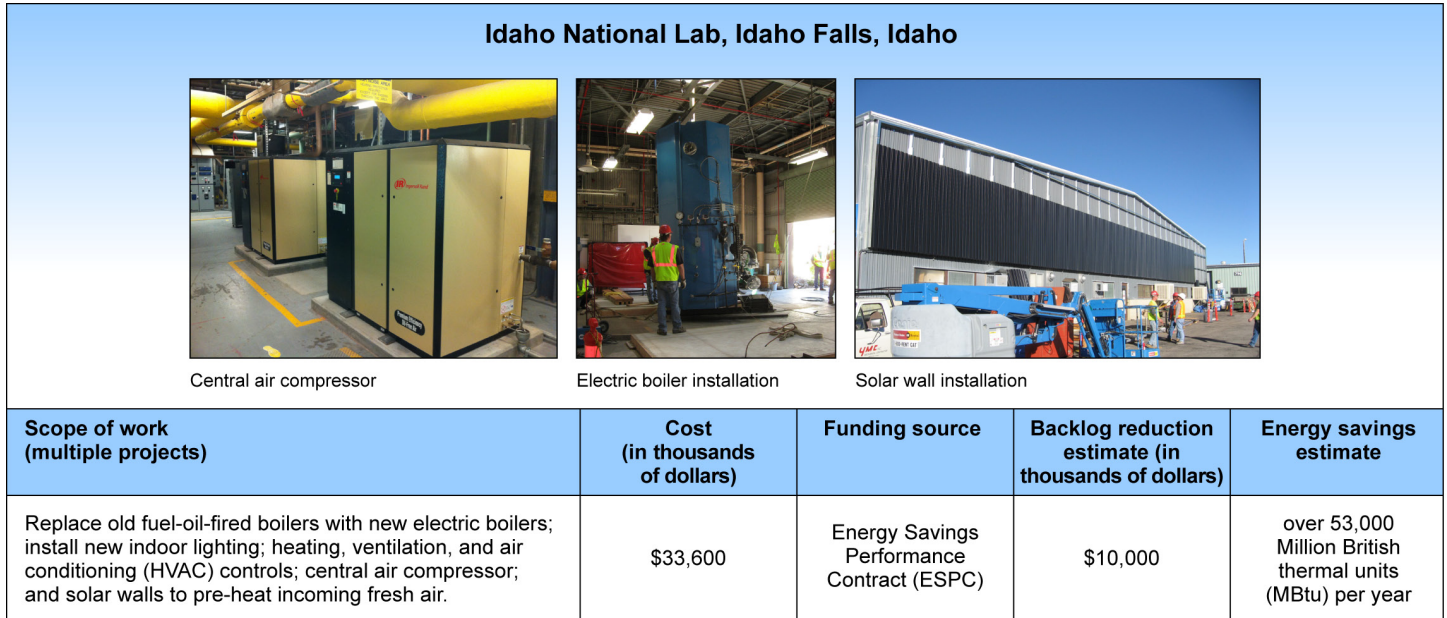 Idaho National Lab, Idaho Falls, Idaho
Ingersoll Rand
YMC
Central air compressor
Electric boiler installation
Solar wall installation
Scope of work
(multiple projects)
Cost
(in thousands
of dollars)
Funding source
Backlog reduction
estimate (in
thousands of dollars)
Energy savings
estimate
Replace old fuel-oil-fired boilers with new electric boilers;
install new indoor lighting; heating, ventilation, and air
conditioning (HVAC) controls; central air compressor;
and solar walls to pre-heat incoming fresh air.
$33,600
Energy Savings
Performance
Contract (ESPC)
$10,000
over 53,000
Million British
thermal units
(MBtu) per year